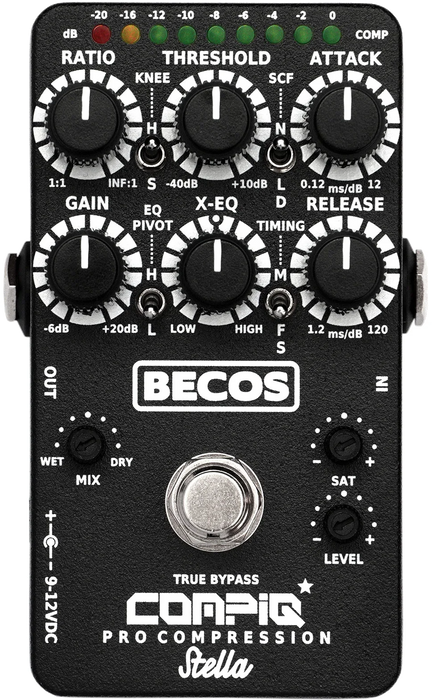 -20 -16 -12 -10 -8 -6 -4 -2 0
dB COMP
RATIO THRESHOLD ATTACK
KNEE SCF
H N
S L
D
1:1 INF:1 -40dB +10dB 0.12 ms/dB 12
GAIN X-EQ RELEASE
EQ
PIVOT TIMING
H M
L F
S
-6dB +20dB LOW HIGH 1.2 ms/dB 120
OUT IN
BECOS
WET DRY
MIX
- +
SAT
- +
LEVEL
+ - 9-12VDC
TRUE BYPASS
COMPIQ
PRO COMPRESSION
Stella